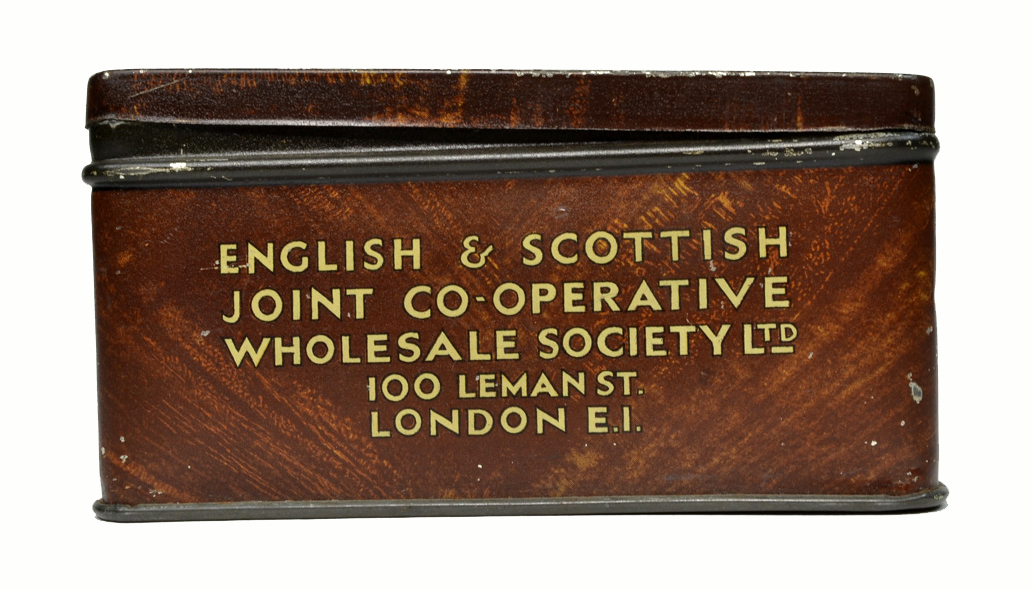 ENGLISH & SCOTTISH
JOINT CO-OPERATIVE
WHOLESALE SOCIETY LTD
100 LEMAN ST.
LONDON E.1.